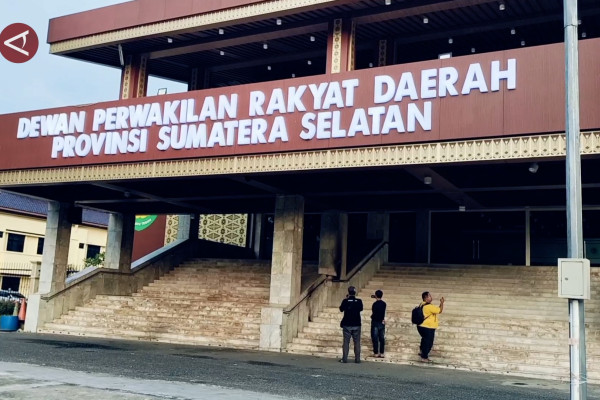 DEWAN PERWAKILAN RAKYAT DAERAH
PROVINSI SUMATERA SELATAN